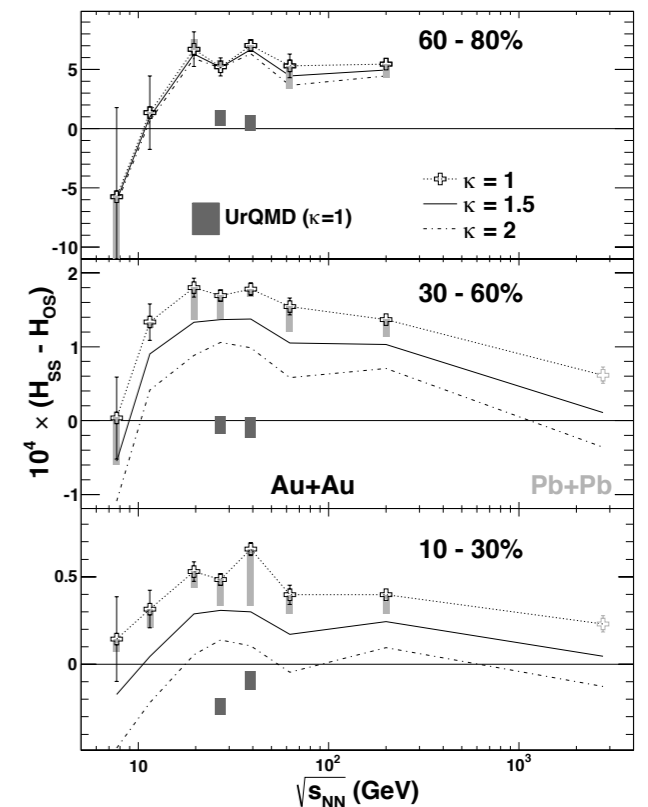 60 - 80%
5
0
-5
-10
κ = 1
κ = 1.5
κ = 2
UrQMD (κ=1)
30 - 60%
2
1
0
-1
Au+Au
Pb+Pb
10 - 30%
0.5
0
10
10²
10³
√s_NN (GeV)
10⁴ × (H_SS - H_OS)